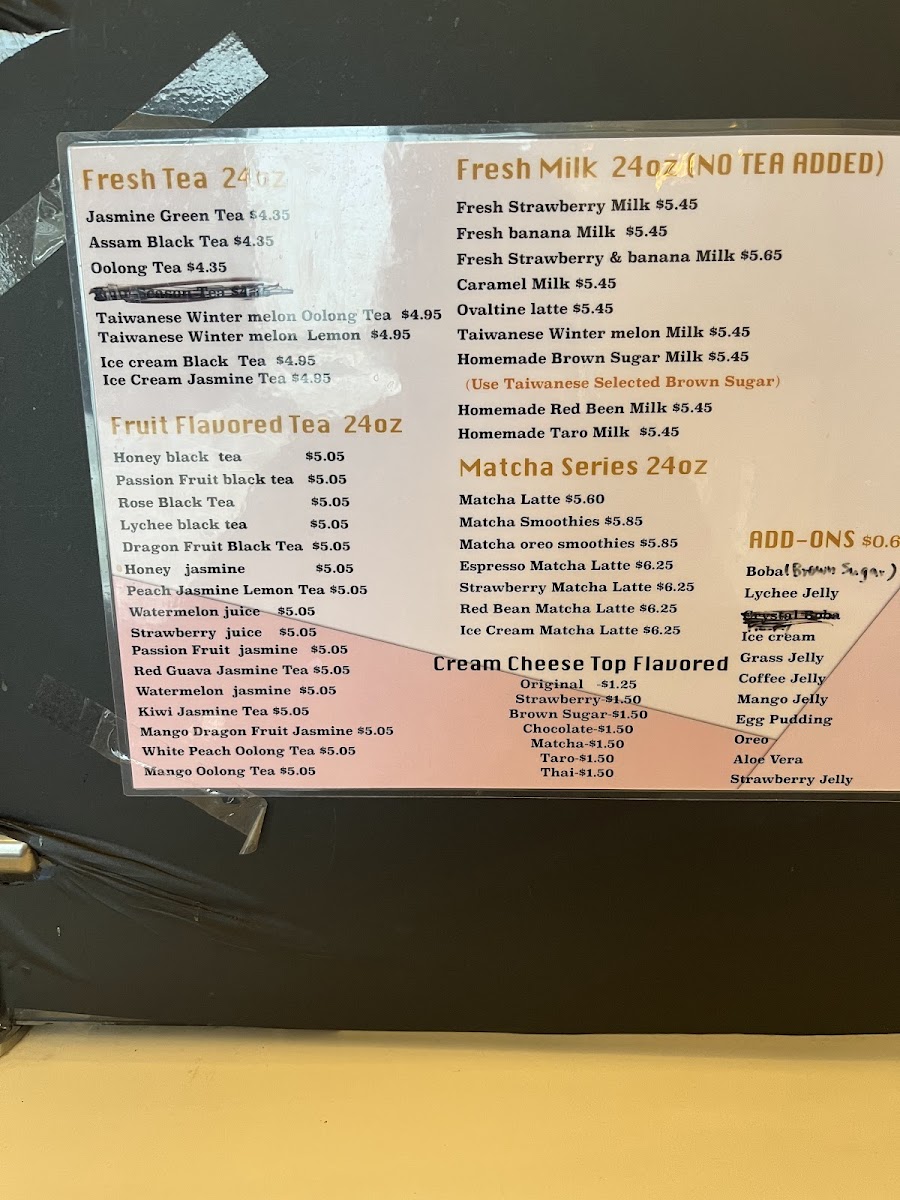 Fresh Tea 24oz
Jasmine Green Tea $4.35
Assam Black Tea $4.35
Oolong Tea $4.35
Season Tea
Taiwanese Winter melon Oolong Tea $4.95
Taiwanese Winter melon Lemon $4.95
Ice cream Black Tea $4.95
Ice Cream Jasmine Tea $4.95
Fruit Flavored Tea 24oz
Honey black tea $5.05
Passion Fruit black tea $5.05
Rose Black Tea $5.05
Lychee black tea $5.05
Dragon Fruit Black Tea $5.05
Honey jasmine $5.05
Peach Jasmine Lemon Tea $5.05
Watermelon juice $5.05
Strawberry juice $5.05
Passion Fruit jasmine $5.05
Red Guava Jasmine Tea $5.05
Watermelon jasmine $5.05
Kiwi Jasmine Tea $5.05
Mango Dragon Fruit Jasmine $5.05
White Peach Oolong Tea $5.05
Mango Oolong Tea $5.05
Fresh Milk 24oz (NO TEA ADDED)
Fresh Strawberry Milk $5.45
Fresh banana Milk $5.45
Fresh Strawberry & banana Milk $5.65
Caramel Milk $5.45
Ovaltine latte $5.45
Taiwanese Winter melon Milk $5.45
Homemade Brown Sugar Milk $5.45
(Use Taiwanese Selected Brown Sugar)
Homemade Red Been Milk $5.45
Homemade Taro Milk $5.45
Matcha Series 24oz
Matcha Latte $5.60
Matcha Smoothies $5.85
Matcha oreo smoothies $5.85
Espresso Matcha Latte $6.25
Strawberry Matcha Latte $6.25
Red Bean Matcha Latte $6.25
Ice Cream Matcha Latte $6.25
Cream Cheese Top Flavored
Original -$1.25
Strawberry-$1.50
Brown Sugar-$1.50
Chocolate-$1.50
Matcha-$1.50
Taro-$1.50
Thai-$1.50
ADD-ONS $0.6
Boba(Brown Sugar)
Lychee Jelly
Crystal Boba
Ice cream
Grass Jelly
Coffee Jelly
Mango Jelly
Egg Pudding
Oreo
Aloe Vera
Strawberry Jelly